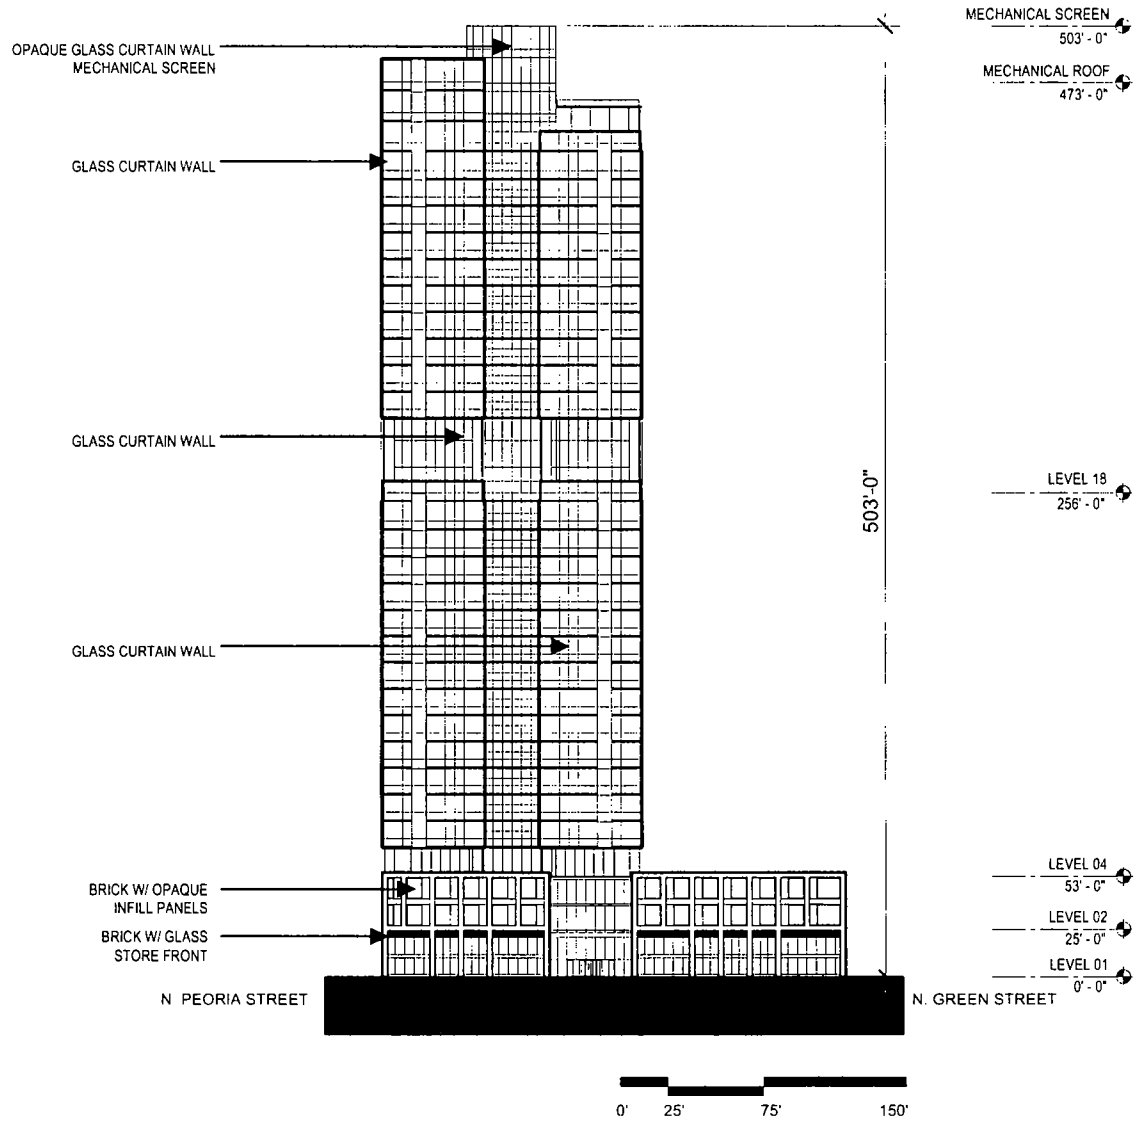 MECHANICAL SCREEN
503' - 0"
OPAQUE GLASS CURTAIN WALL
MECHANICAL SCREEN
MECHANICAL ROOF
473' - 0"
GLASS CURTAIN WALL
GLASS CURTAIN WALL
LEVEL 18
256' - 0"
503'-0"
GLASS CURTAIN WALL
LEVEL 04
53' - 0"
BRICK W/ OPAQUE
INFILL PANELS
LEVEL 02
25' - 0"
BRICK W/ GLASS
STORE FRONT
LEVEL 01
0' - 0"
N PEORIA STREET
N. GREEN STREET
0' 25' 75' 150'